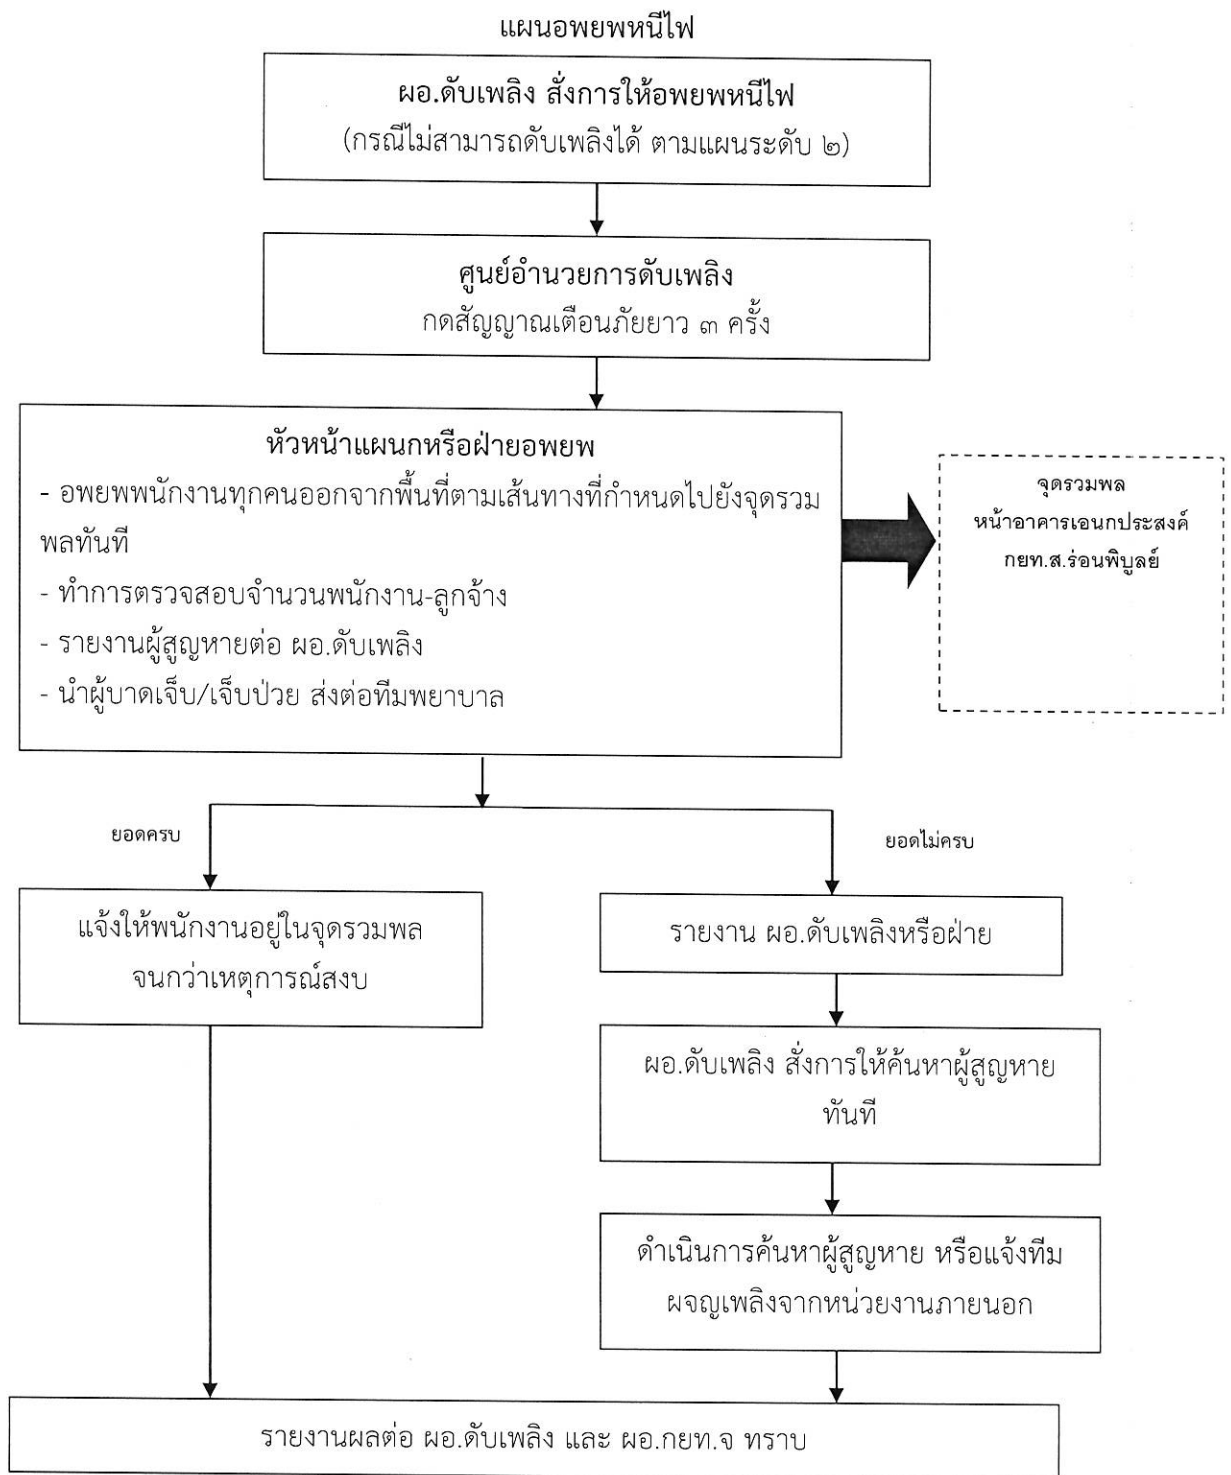 แผนอพยพหนีไฟ
ผอ.ดับเพลิง สั่งการให้อพยพหนีไฟ
(กรณีไม่สามารถดับเพลิงได้ ตามแผนระดับ ๒)
ศูนย์อำนวยการดับเพลิง
กดสัญญาณเตือนภัยยาว ๓ ครั้ง
หัวหน้าแผนกหรือฝ่ายอพยพ
- อพยพพนักงานทุกคนออกจากพื้นที่ตามเส้นทางที่กำหนดไปยังจุดรวม
พลทันที
- ทำการตรวจสอบจำนวนพนักงาน-ลูกจ้าง
- รายงานผู้สูญหายต่อ ผอ.ดับเพลิง
- นำผู้บาดเจ็บ/เจ็บป่วย ส่งต่อทีมพยาบาล
จุดรวมพล
หน้าอาคารเอนกประสงค์
กยท.ส.ร่อนพิบูลย์
ยอดครบ
ยอดไม่ครบ
แจ้งให้พนักงานอยู่ในจุดรวมพล
จนกว่าเหตุการณ์สงบ
รายงาน ผอ.ดับเพลิงหรือฝ่าย
ผอ.ดับเพลิง สั่งการให้ค้นหาผู้สูญหาย
ทันที
ดำเนินการค้นหาผู้สูญหาย หรือแจ้งทีม
ผจญเพลิงจากหน่วยงานภายนอก
รายงานผลต่อ ผอ.ดับเพลิง และ ผอ.กยท.จ ทราบ